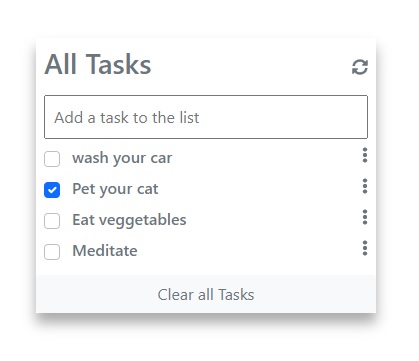 All Tasks
Add a task to the list
wash your car
Pet your cat
Eat veggetables
Meditate
Clear all Tasks